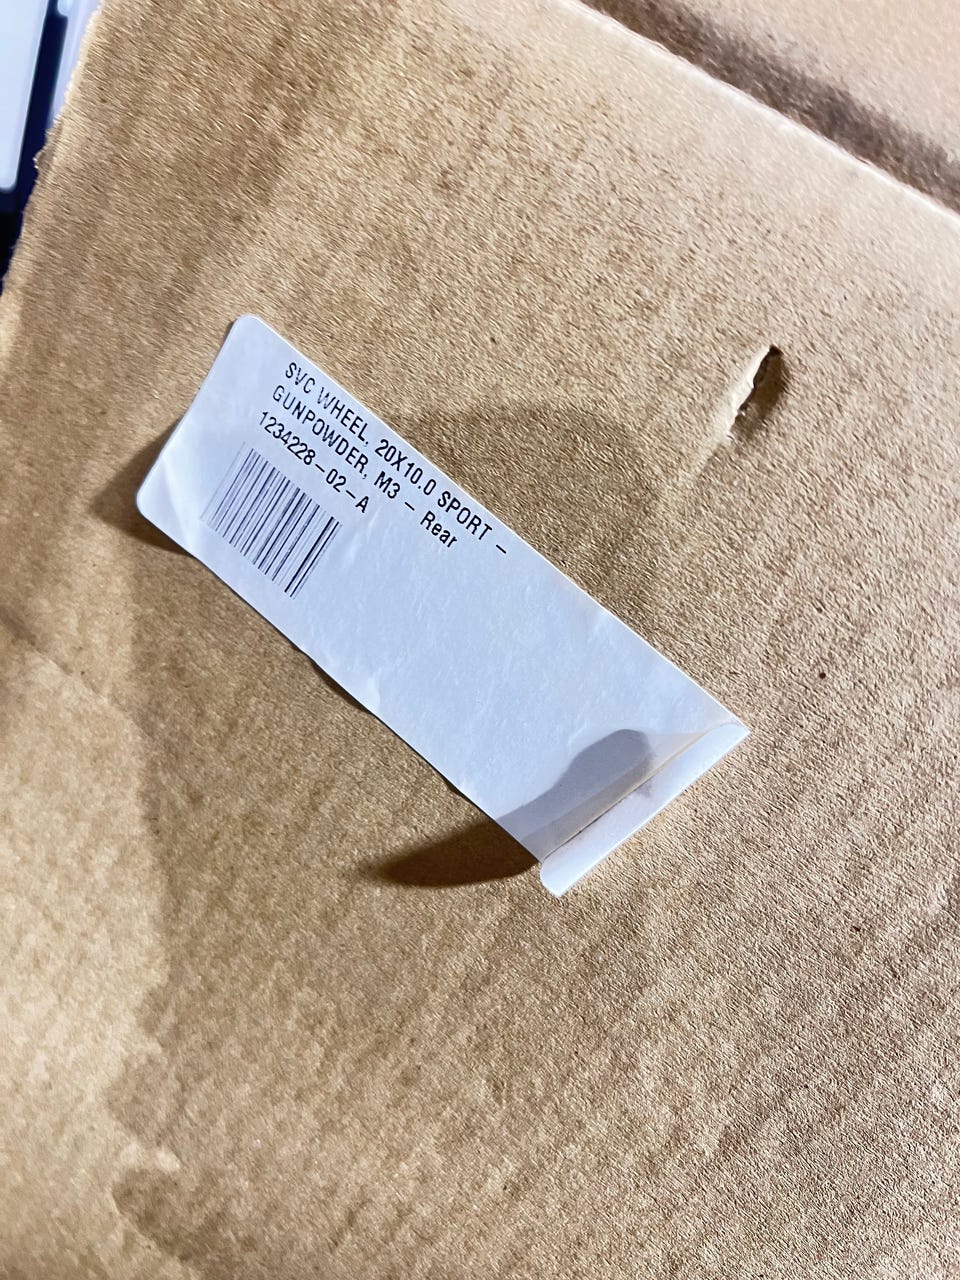 SVC WHEEL, 20X10.0 SPORT –
GUNPOWDER, M3 – Rear
1234228–02–A